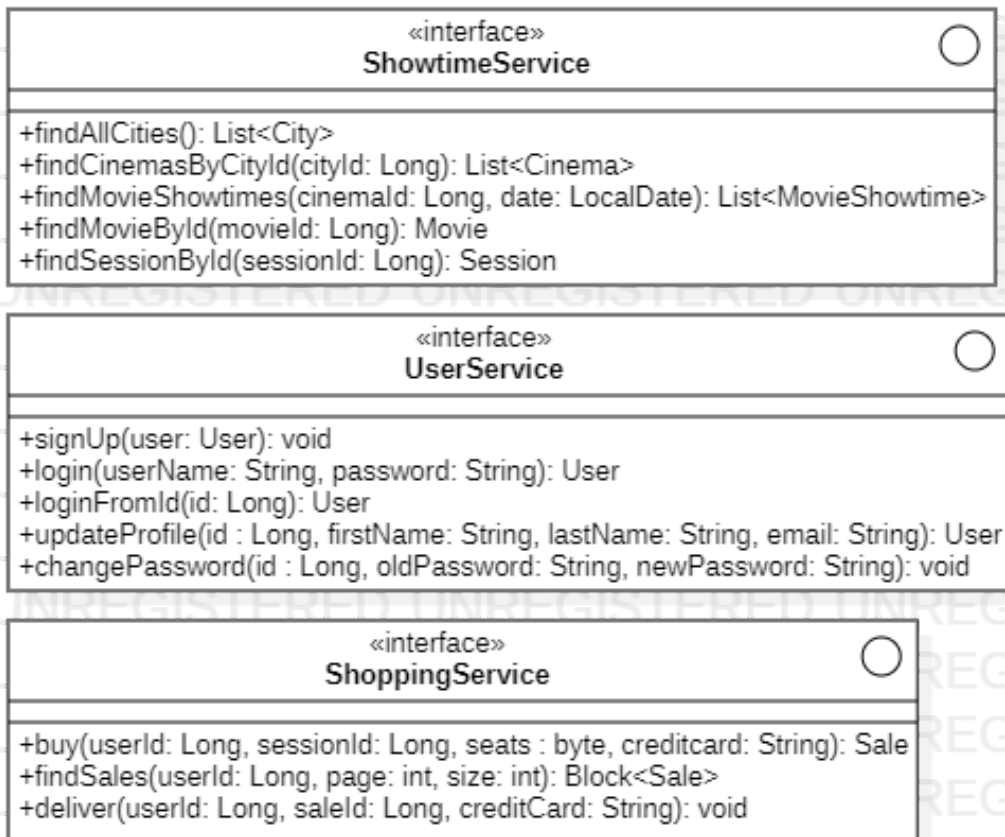 «interface»
ShowtimeService
+findAllCities(): List<City>
+findCinemasByCityId(cityId: Long): List<Cinema>
+findMovieShowtimes(cinemaId: Long, date: LocalDate): List<MovieShowtime>
+findMovieById(movieId: Long): Movie
+findSessionById(sessionId: Long): Session
UNREGISTERED UNREGISTERED
«interface»
UserService
+signUp(user: User): void
+login(userName: String, password: String): User
+loginFromId(id: Long): User
+updateProfile(id : Long, firstName: String, lastName: String, email: String): User
+changePassword(id : Long, oldPassword: String, newPassword: String): void
UNREGISTERED UNREGISTERED
«interface»
ShoppingService
+buy(userId: Long, sessionId: Long, seats : byte, creditcard: String): Sale
+findSales(userId: Long, page: int, size: int): Block<Sale>
+deliver(userId: Long, saleId: Long, creditCard: String): void